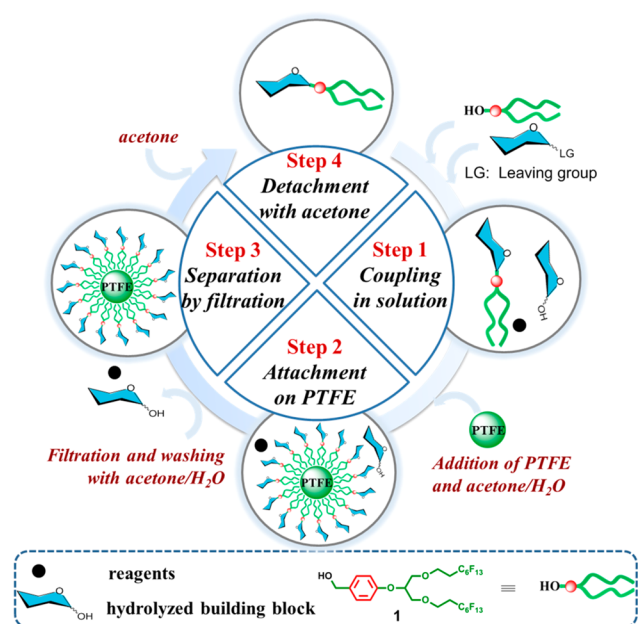 O
acetone
HO
O
LG
LG: Leaving group
Step 4
Detachment
with acetone
Step 3
Separation
by filtration
Step 1
Coupling
in solution
Step 2
Attachment
on PTFE
PTFE
O
O
OH
O
OH
Filtration and washing
with acetone/H2O
PTFE
O
OH
PTFE
Addition of PTFE
and acetone/H2O
reagents
O
OH
hydrolyzed building block
HO
O
O
C6F13
O
C6F13
1
≡
HO